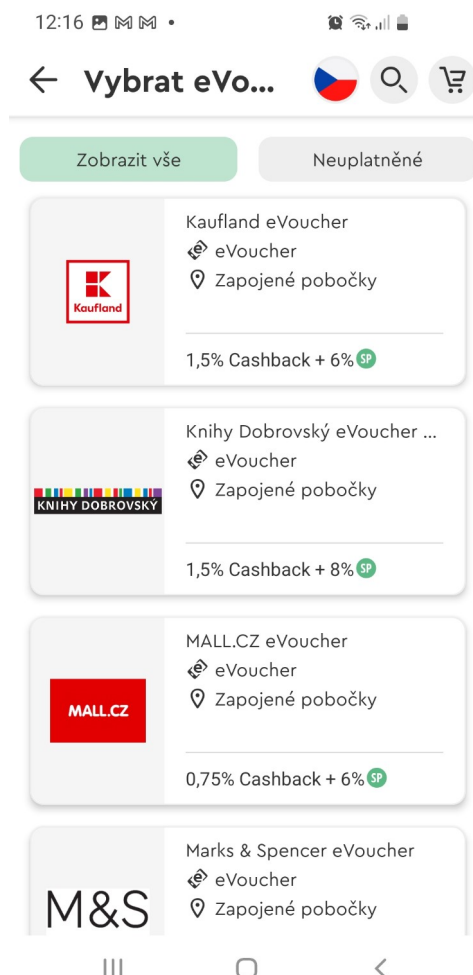 12:16
Vybrat eVo...
Zobrazit vše
Neuplatněné
Kaufland eVoucher
eVoucher
Zapojené pobočky
Kaufland
1,5% Cashback + 6% SP
Knihy Dobrovský eVoucher ...
eVoucher
Zapojené pobočky
KNIHY DOBROVSKÝ
1,5% Cashback + 8% SP
MALL.CZ eVoucher
eVoucher
Zapojené pobočky
MALL.CZ
0,75% Cashback + 6% SP
Marks & Spencer eVoucher
eVoucher
Zapojené pobočky
M&S